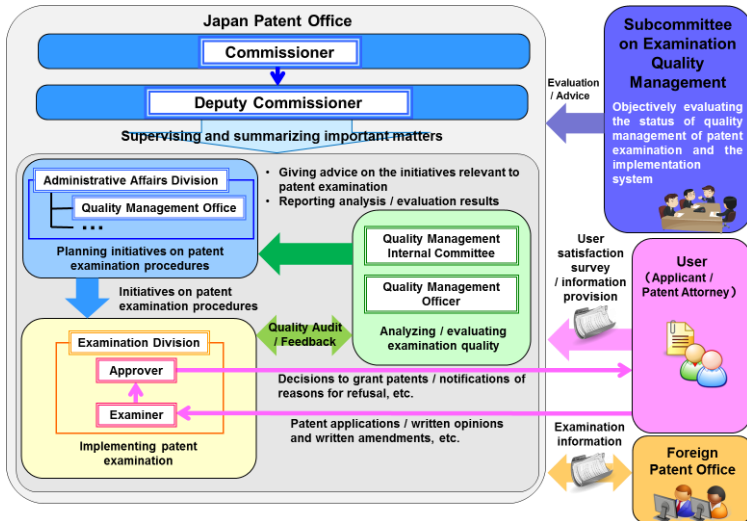 Japan Patent Office
Commissioner
Deputy Commissioner
Supervising and summarizing important matters
Administrative Affairs Division
Quality Management Office
...
Planning initiatives on patent
examination procedures
• Giving advice on the initiatives relevant to
patent examination
• Reporting analysis / evaluation results
Quality Management
Internal Committee
Quality Management
Officer
Analyzing / evaluating
examination quality
Initiatives on patent
examination procedures
Quality Audit
/ Feedback
Examination Division
Approver
Examiner
Implementing patent
examination
Decisions to grant patents / notifications of
reasons for refusal, etc.
Patent applications / written opinions
and written amendments, etc.
Evaluation
/ Advice
Subcommittee
on Examination
Quality
Management
Objectively evaluating
the status of quality
management of patent
examination and the
implementation
system
User
satisfaction
survey
/ information
provision
User
(Applicant /
Patent Attorney)
Examination
information
Foreign
Patent Office